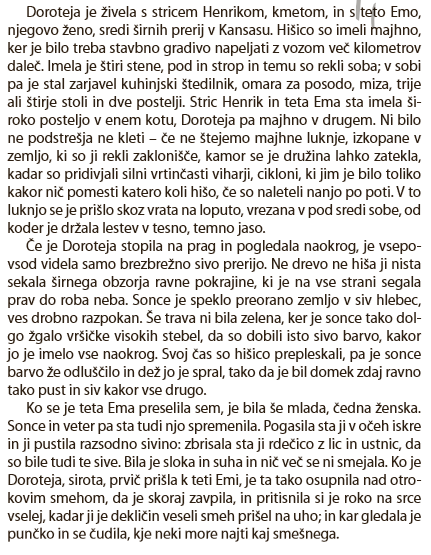 Doroteja je živela s stricem Henrikom, kmetom, in s teto Emo,
njegovo ženo, sredi širnih prerij v Kansasu. Hišico so imeli majhno,
ker je bilo treba stavbno gradivo napeljati z vozom več kilometrov
daleč. Imela je štiri stene, pod in strop in temu so rekli soba; v sobi
pa je stal zarjavel kuhinjski štedilnik, omara za posodo, miza, trije
ali štirje stoli in dve postelji. Stric Henrik in teta Ema sta imela ši-
roko posteljo v enem kotu, Doroteja pa majhno v drugem. Ni bilo
ne podstrešja ne kleti – če ne štejemo majhne luknje, izkopane v
zemljo, ki so ji rekli zaklonišče, kamor se je družina lahko zatekla,
kadar so pridivjali silni vrtinčasti viharji, cikloni, ki jim je bilo toliko
kakor nič pomesti katero koli hišo, če so naleteli nanjo po poti. V to
luknjo se je prišlo skoz vrata na loputo, vrezana v pod sredi sobe, od
koder je držala lestev v tesno, temno jaso.
Če je Doroteja stopila na prag in pogledala naokrog, je vsepo-
vsod videla samo brezbrežno sivo prerijo. Ne drevo ne hiša ji nista
sekala širnega obzorja ravne pokrajine, ki je na vse strani segala
prav do roba neba. Sonce je speklo preorano zemljo v siv hlebec,
ves drobno razpokan. Še trava ni bila zelena, ker je sonce tako dol-
go žgalo vršičke visokih stebel, da so dobili isto sivo barvo, kakor
jo je imelo vse naokrog. Svoj čas so hišico prepleskali, pa je sonce
barvo že odluščilo in dež jo je spral, tako da je bil domek zdaj ravno
tako pust in siv kakor vse drugo.
Ko se je teta Ema preselila sem, je bila še mlada, čedna ženska.
Sonce in veter pa sta tudi njo spremenila. Pogasila sta ji v očeh iskre
in ji pustila razsodno sivino: zbrisala sta ji rdečico z lic in ustnic, da
so bile tudi te sive. Bila je sloka in suha in nič več se ni smejala. Ko je
Doroteja, sirota, prvič prišla k teti Emi, je ta tako osupnila nad otro-
kovim smehom, da je skoraj zavpila, in pritisnila si je roko na srce
vselej, kadar ji je dekličin veseli smeh prišel na uho; in kar gledala je
punčko in se čudila, kje neki more najti kaj smešnega.